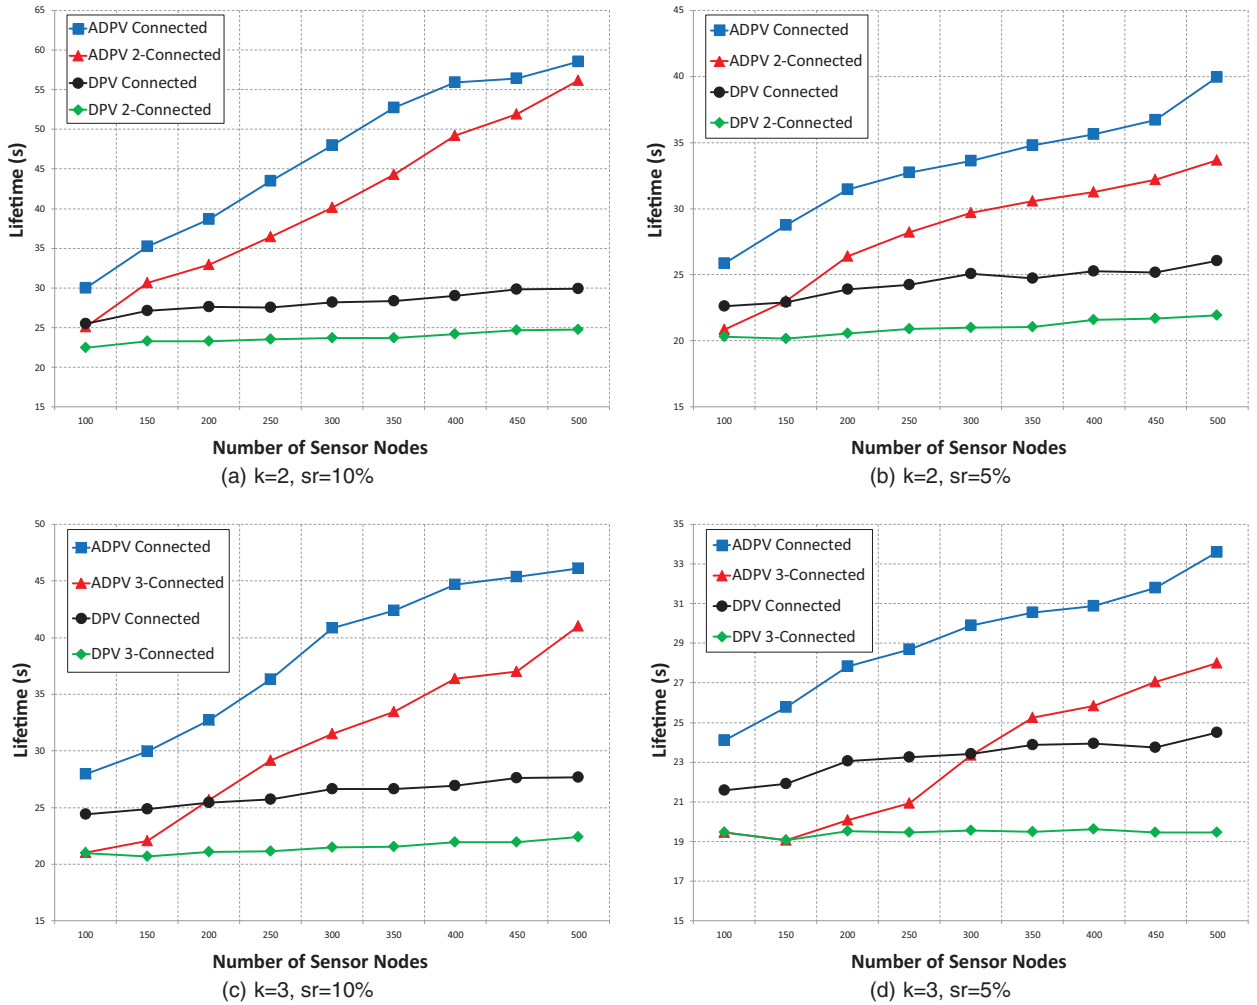 65
60
55
50
45
40
35
30
25
20
15
Lifetime (s)
ADPV Connected
ADPV 2-Connected
DPV Connected
DPV 2-Connected
100 150 200 250 300 350 400 450 500
Number of Sensor Nodes
(a) k=2, sr=10%
45
40
35
30
25
20
15
Lifetime (s)
ADPV Connected
ADPV 2-Connected
DPV Connected
DPV 2-Connected
100 150 200 250 300 350 400 450 500
Number of Sensor Nodes
(b) k=2, sr=5%
50
45
40
35
30
25
20
15
Lifetime (s)
ADPV Connected
ADPV 3-Connected
DPV Connected
DPV 3-Connected
100 150 200 250 300 350 400 450 500
Number of Sensor Nodes
(c) k=3, sr=10%
35
33
31
29
27
25
23
21
19
17
15
Lifetime (s)
ADPV Connected
ADPV 3-Connected
DPV Connected
DPV 3-Connected
100 150 200 250 300 350 400 450 500
Number of Sensor Nodes
(d) k=3, sr=5%